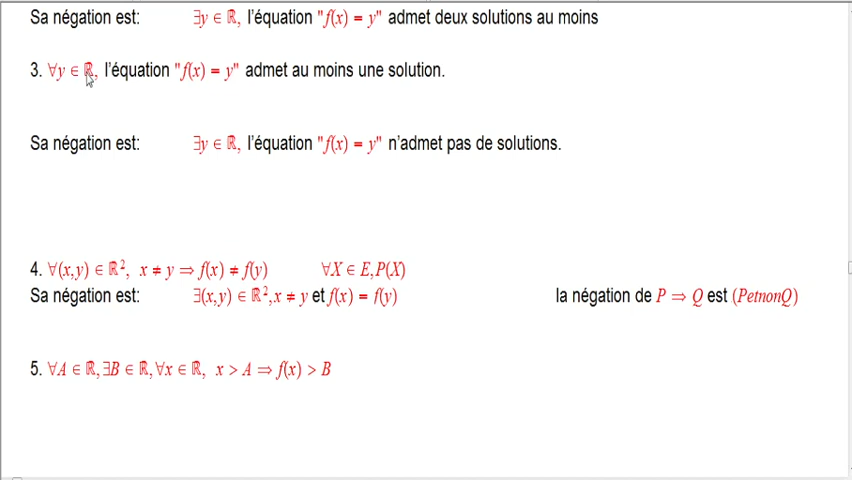 Sa négation est: ∃y ∈ ℝ, l'équation "f(x) = y" admet deux solutions au moins
3. ∀y ∈ ℝ, l'équation "f(x) = y" admet au moins une solution.
Sa négation est: ∃y ∈ ℝ, l'équation "f(x) = y" n'admet pas de solutions.
4. ∀(x,y) ∈ ℝ², x ≠ y ⇒ f(x) ≠ f(y) ∀X ∈ E,P(X)
Sa négation est: ∃(x,y) ∈ ℝ²,x ≠ y et f(x) = f(y) la négation de P ⇒ Q est (PetnonQ)
5. ∀A ∈ ℝ,∃B ∈ ℝ,∀x ∈ ℝ, x > A ⇒ f(x) > B